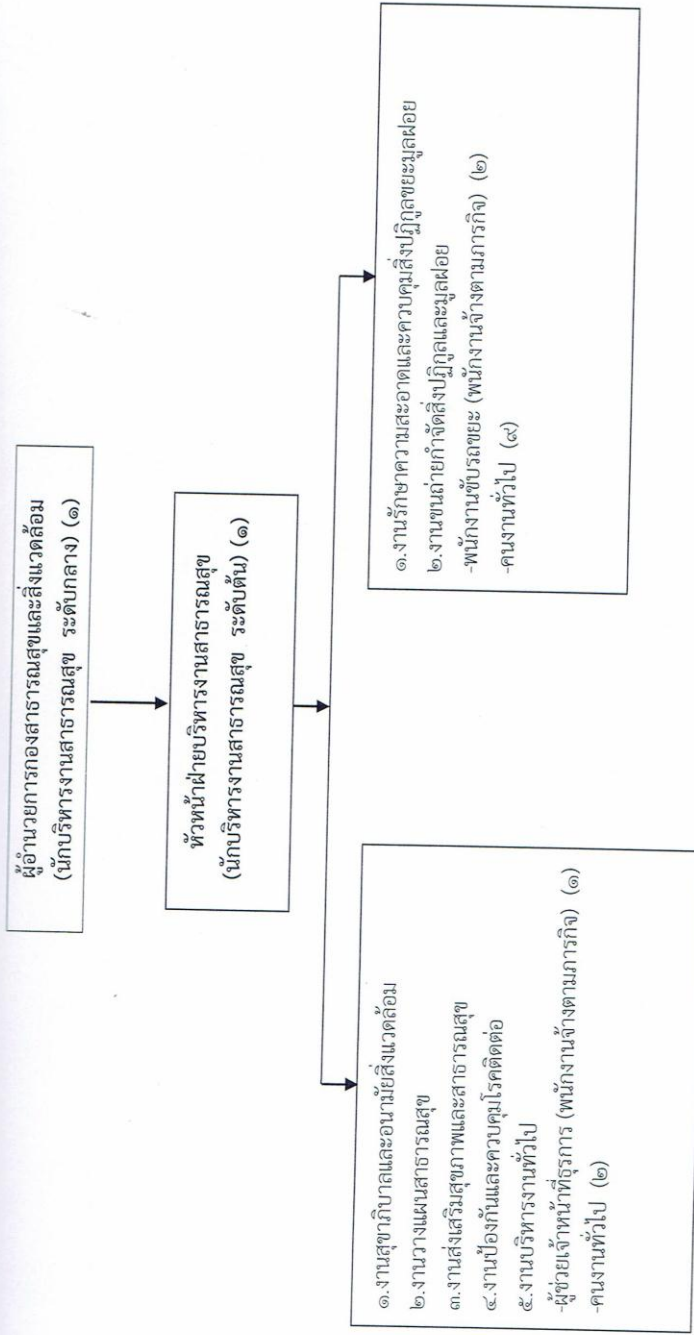 ผู้อำนวยการกองสาธารณสุขและสิ่งแวดล้อม
(นักบริหารงานสาธารณสุข ระดับกลาง) (๑)
หัวหน้าฝ่ายบริหารงานสาธารณสุข
(นักบริหารงานสาธารณสุข ระดับต้น) (๑)
๑.งานสุขาภิบาลและอนามัยสิ่งแวดล้อม
๒.งานวางแผนสาธารณสุข
๓.งานส่งเสริมสุขภาพและสาธารณสุข
๔.งานป้องกันและควบคุมโรคติดต่อ
๕.งานบริหารงานทั่วไป
-ผู้ช่วยเจ้าหน้าที่ธุรการ (พนักงานจ้างตามภารกิจ) (๑)
-คนงานทั่วไป (๒)
๑.งานรักษาความสะอาดและควบคุมสิ่งปฏิกูลขยะมูลฝอย
๒.งานขนถ่ายกำจัดสิ่งปฏิกูลและมูลฝอย
-พนักงานขับรถขยะ (พนักงานจ้างตามภารกิจ) (๒)
-คนงานทั่วไป (๙)